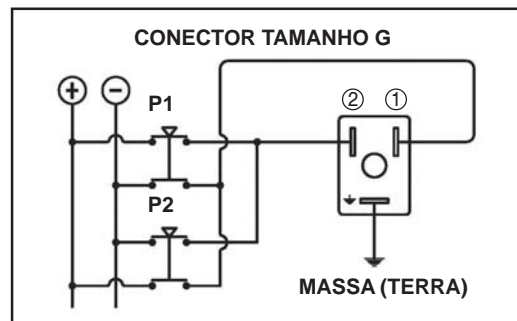 CONECTOR TAMANHO G
+ −
P1
② ①
P2
MASSA (TERRA)